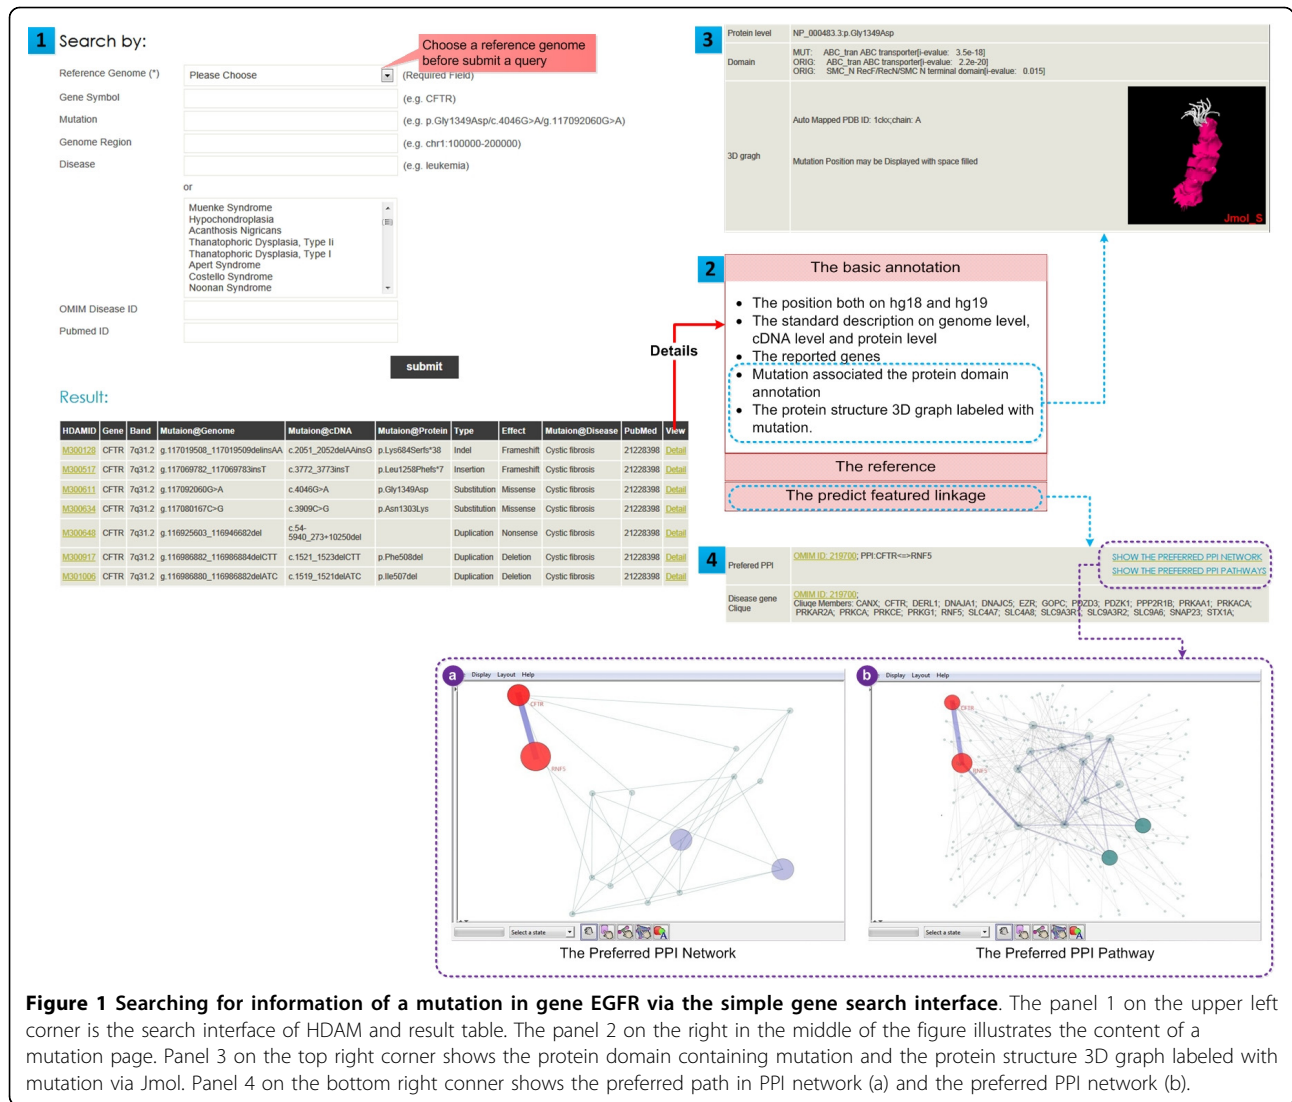 1 Search by:
Choose a reference genome
before submit a query
Reference Genome (*) Please Choose (Required Field)
Gene Symbol (e.g. CFTR)
Mutation (e.g. p.Gly1349Asp/c.4046G>A/g.117092060G>A)
Genome Region (e.g. chr1:100000-200000)
Disease (e.g. leukemia)
or
Muenke Syndrome
Hypochondroplasia
Acanthosis Nigricans
Thanatophoric Dysplasia, Type Ii
Thanatophoric Dysplasia, Type I
Apert Syndrome
Costello Syndrome
Noonan Syndrome
OMIM Disease ID
Pubmed ID
submit
Result:
HDAMID Gene Band Mutaion@Genome Mutaion@cDNA Mutaion@Protein Type Effect Mutaion@Disease PubMed View
M300128 CFTR 7q31.2 g.117019508_117019509delinsAA c.2051_2052delAAinsG p.Lys684Serfs*38 Indel Frameshift Cystic fibrosis 21228398 Detail
M300517 CFTR 7q31.2 g.117069782_117069783insT c.3772_3773insT p.Leu1258Phefs*7 Insertion Frameshift Cystic fibrosis 21228398 Detail
M300611 CFTR 7q31.2 g.117092060G>A c.4046G>A p.Gly1349Asp Substitution Missense Cystic fibrosis 21228398 Detail
M300634 CFTR 7q31.2 g.117080167C>G c.3909C>G p.Asn1303Lys Substitution Missense Cystic fibrosis 21228398 Detail
M300648 CFTR 7q31.2 g.116925603_116946682del c.54-
5940_273+10250del Duplication Nonsense Cystic fibrosis 21228398 Detail
M300917 CFTR 7q31.2 g.116986882_116986884delCTT c.1521_1523delCTT p.Phe508del Duplication Deletion Cystic fibrosis 21228398 Detail
M301006 CFTR 7q31.2 g.116986880_116986882delATC c.1519_1521delATC p.Ile507del Duplication Deletion Cystic fibrosis 21228398 Detail
Details
3
Protein level NP_000483.3:p.Gly1349Asp
Domain
MUT: ABC_tran ABC transporter[i-evalue: 3.5e-18]
ORIG: ABC_tran ABC transporter[i-evalue: 2.2e-20]
ORIG: SMC_N RecF/RecN/SMC N terminal domain[i-evalue: 0.015]
3D gragh
Auto Mapped PDB ID: 1ckx;chain: A
Mutation Position may be Displayed with space filled
Jmol_S
2
The basic annotation
• The position both on hg18 and hg19
• The standard description on genome level,
cDNA level and protein level
• The reported genes
• Mutation associated the protein domain
annotation
• The protein structure 3D graph labeled with
mutation.
The reference
The predict featured linkage
4
Prefered PPI OMIM ID: 219700; PPI:CFTR<=>RNF5
SHOW THE PREFERRED PPI NETWORK
SHOW THE PREFERRED PPI PATHWAYS
Disease gene
Clique
OMIM ID: 219700;
Cliuqe Members: CANX; CFTR; DERL1; DNAJA1; DNAJC5; EZR; GOPC; PDZD3; PDZK1; PPP2R1B; PRKAA1; PRKACA;
PRKAR2A; PRKCA; PRKCE; PRKG1; RNF5; SLC4A7; SLC4A8; SLC9A3R1; SLC9A3R2; SLC9A6; SNAP23; STX1A;
a Display Layout Help
CFTR
RNF5
Select a state
The Preferred PPI Network
b Display Layout Help
CFTR
RNF5
Select a state
The Preferred PPI Pathway
Figure 1 Searching for information of a mutation in gene EGFR via the simple gene search interface. The panel 1 on the upper left
corner is the search interface of HDAM and result table. The panel 2 on the right in the middle of the figure illustrates the content of a
mutation page. Panel 3 on the top right corner shows the protein domain containing mutation and the protein structure 3D graph labeled with
mutation via Jmol. Panel 4 on the bottom right conner shows the preferred path in PPI network (a) and the preferred PPI network (b).